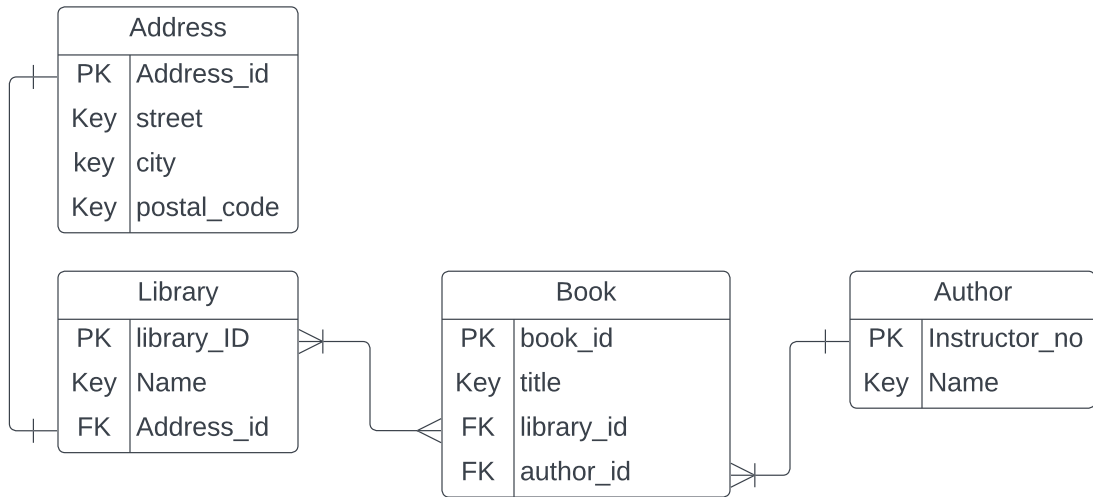 Address
PK Address_id
Key street
key city
Key postal_code
Library
PK library_ID
Key Name
FK Address_id
Book
PK book_id
Key title
FK library_id
FK author_id
Author
PK Instructor_no
Key Name